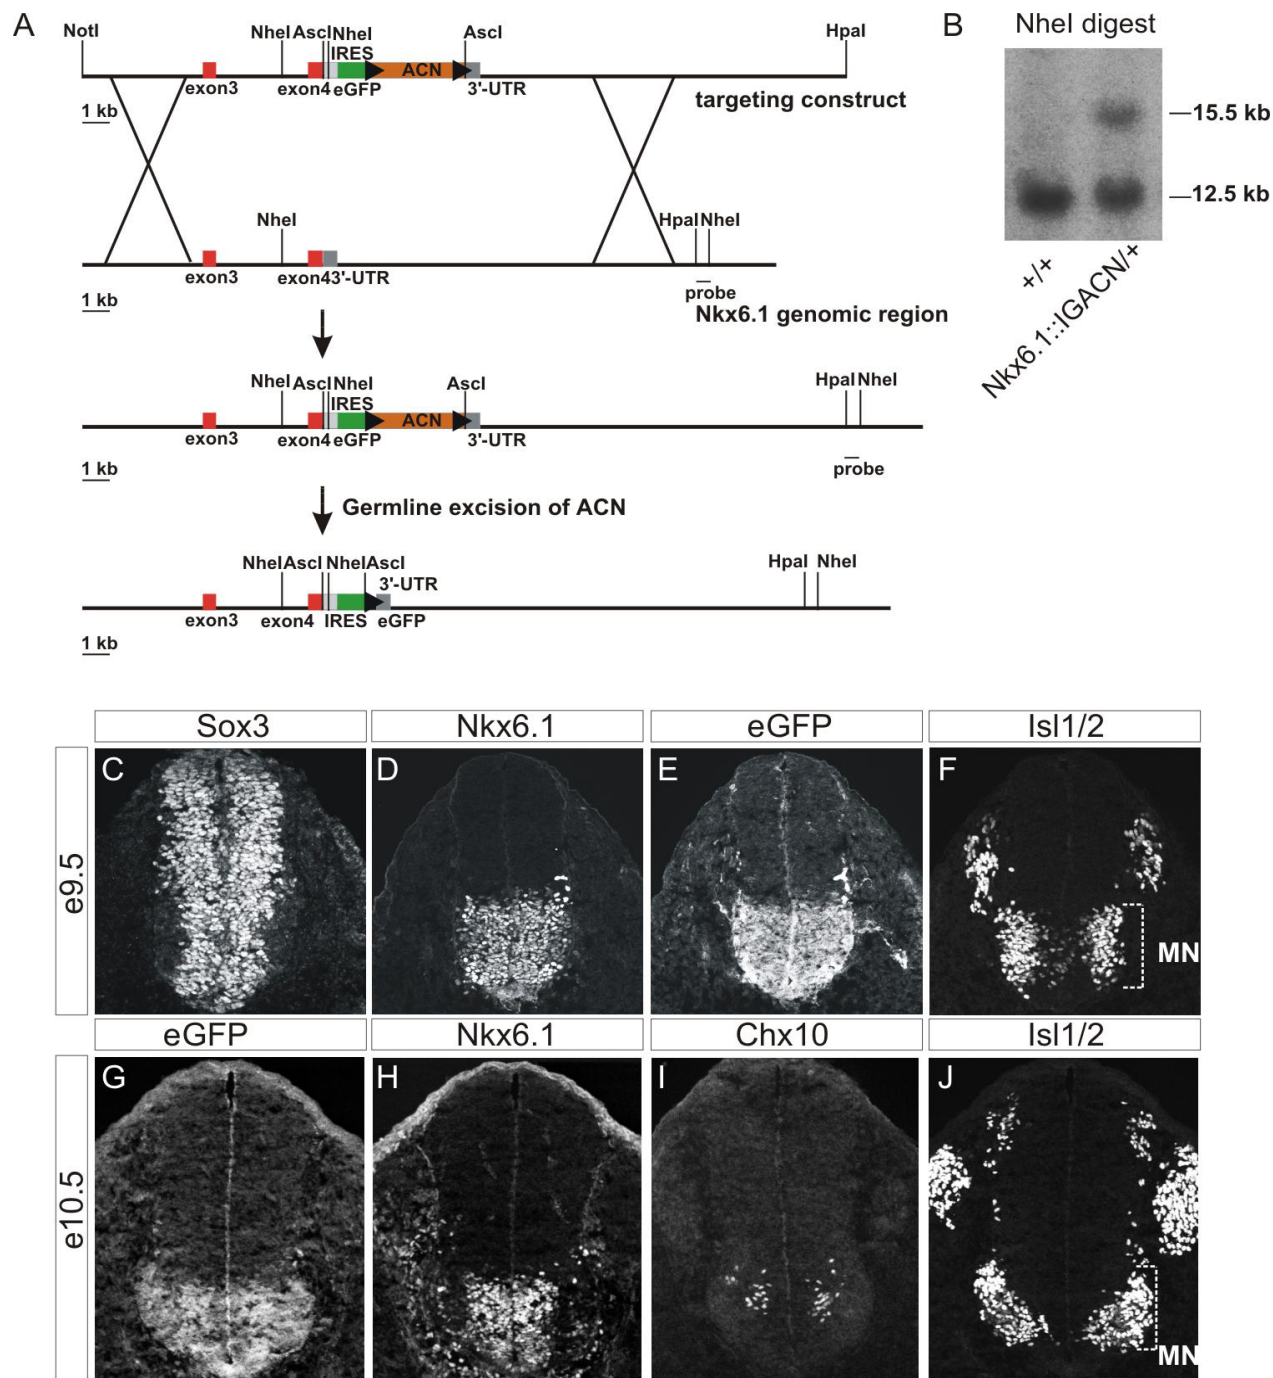 A
NotI NheI AscI NheI AscI HpaI
IRES
ACN
exon3 exon4 eGFP 3'-UTR
targeting construct
1 kb
NheI HpaI NheI
exon3 exon43'-UTR
probe
1 kb
Nkx6.1 genomic region
NheI AscI NheI AscI HpaI NheI
IRES
ACN
exon3 exon4 eGFP 3'-UTR
probe
1 kb
Germline excision of ACN
NheI AscI NheI AscI HpaI NheI
3'-UTR
exon3 exon4 IRES eGFP
1 kb
B
NheI digest
15.5 kb
12.5 kb
+/+
Nkx6.1::IGACN/+
Sox3 Nkx6.1 eGFP Isl1/2
e9.5
C D E F
MN
eGFP Nkx6.1 Chx10 Isl1/2
e10.5
G H I J
MN